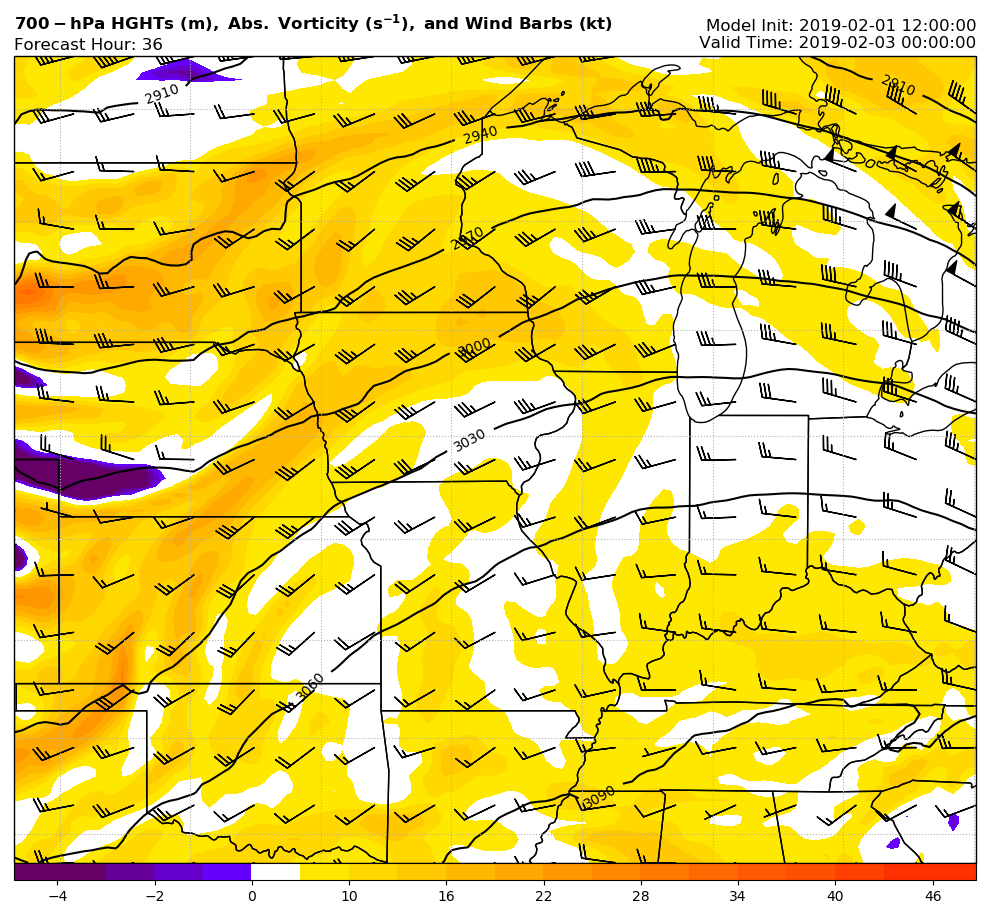 700-hPa HGHTs (m), Abs. Vorticity (s⁻¹), and Wind Barbs (kt)
Model Init: 2019-02-01 12:00:00
Forecast Hour: 36
Valid Time: 2019-02-03 00:00:00
2910
2910
2940
2970
3000
3030
3060
3090
−4 −2 0 10 16 22 28 34 40 46